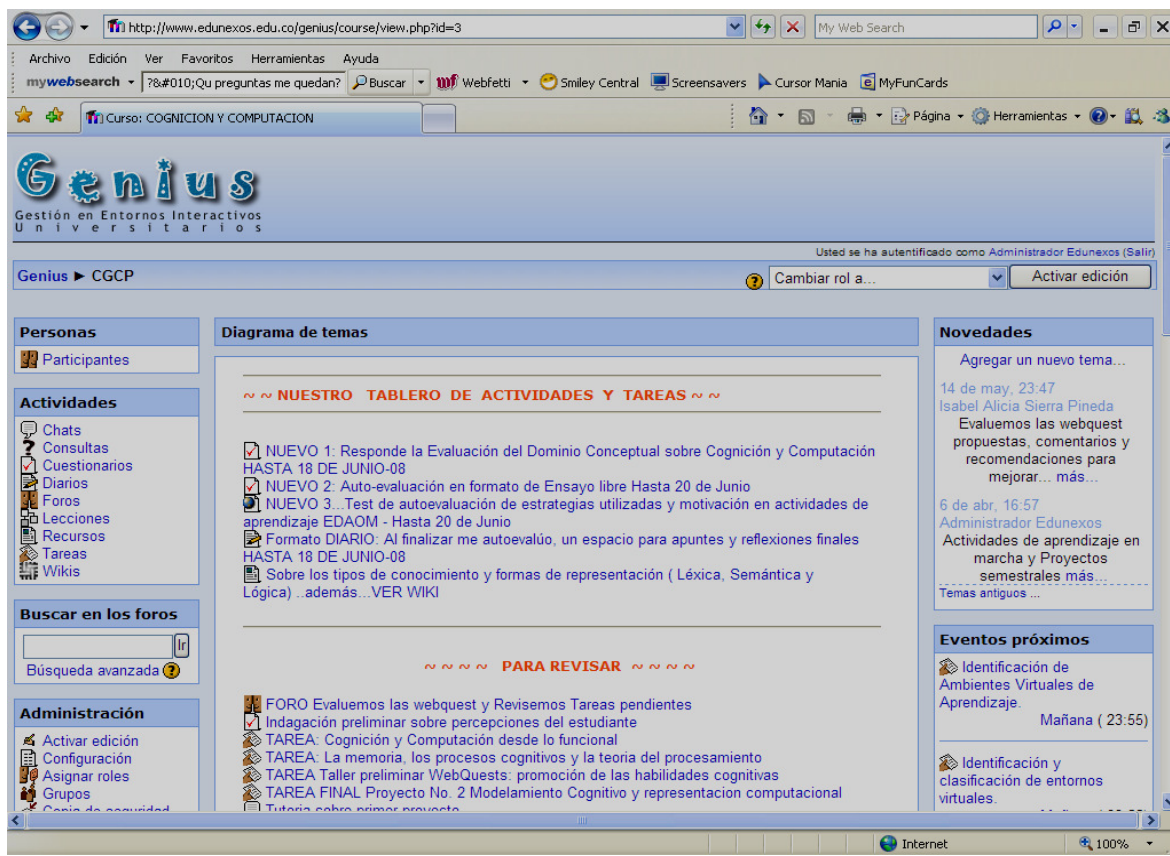 http://www.edunexos.edu.co/genius/course/view.php?id=3
My Web Search
Archivo Edición Ver Favoritos Herramientas Ayuda
mywebsearch ?&#010;Qu preguntas me quedan? Buscar Webfetti Smiley Central Screensavers Cursor Mania MyFunCards
Curso: COGNICION Y COMPUTACION
Página Herramientas
Genius
Gestión en Entornos Interactivos
Universitarios
Usted se ha autentificado como Administrador Edunexos (Salir)
Genius ► CGCP
Cambiar rol a...
Activar edición
Personas
Participantes
Actividades
Chats
Consultas
Cuestionarios
Diarios
Foros
Lecciones
Recursos
Tareas
Wikis
Buscar en los foros
Ir
Búsqueda avanzada
Administración
Activar edición
Configuración
Asignar roles
Grupos
Copia de seguridad
Diagrama de temas
~ ~ NUESTRO TABLERO DE ACTIVIDADES Y TAREAS ~ ~
NUEVO 1: Responde la Evaluación del Dominio Conceptual sobre Cognición y Computación
HASTA 18 DE JUNIO-08
NUEVO 2: Auto-evaluación en formato de Ensayo libre Hasta 20 de Junio
NUEVO 3...Test de autoevaluación de estrategias utilizadas y motivación en actividades de
aprendizaje EDAOM - Hasta 20 de Junio
Formato DIARIO: Al finalizar me autoevalúo, un espacio para apuntes y reflexiones finales
HASTA 18 DE JUNIO-08
Sobre los tipos de conocimiento y formas de representación ( Léxica, Semántica y
Lógica) ..además...VER WIKI
~ ~ ~ ~ PARA REVISAR ~ ~ ~ ~
FORO Evaluemos las webquest y Revisemos Tareas pendientes
Indagación preliminar sobre percepciones del estudiante
TAREA: Cognición y Computación desde lo funcional
TAREA: La memoria, los procesos cognitivos y la teoria del procesamiento
TAREA Taller preliminar WebQuests: promoción de las habilidades cognitivas
TAREA FINAL Proyecto No. 2 Modelamiento Cognitivo y representacion computacional
Tutoria sobre primer proyecto
Novedades
Agregar un nuevo tema...
14 de may, 23:47
Isabel Alicia Sierra Pineda
Evaluemos las webquest
propuestas, comentarios y
recomendaciones para
mejorar... más...
6 de abr, 16:57
Administrador Edunexos
Actividades de aprendizaje en
marcha y Proyectos
semestrales más...
Temas antiguos ...
Eventos próximos
Identificación de
Ambientes Virtuales de
Aprendizaje.
Mañana ( 23:55)
Identificación y
clasificación de entornos
virtuales.
Internet
100%